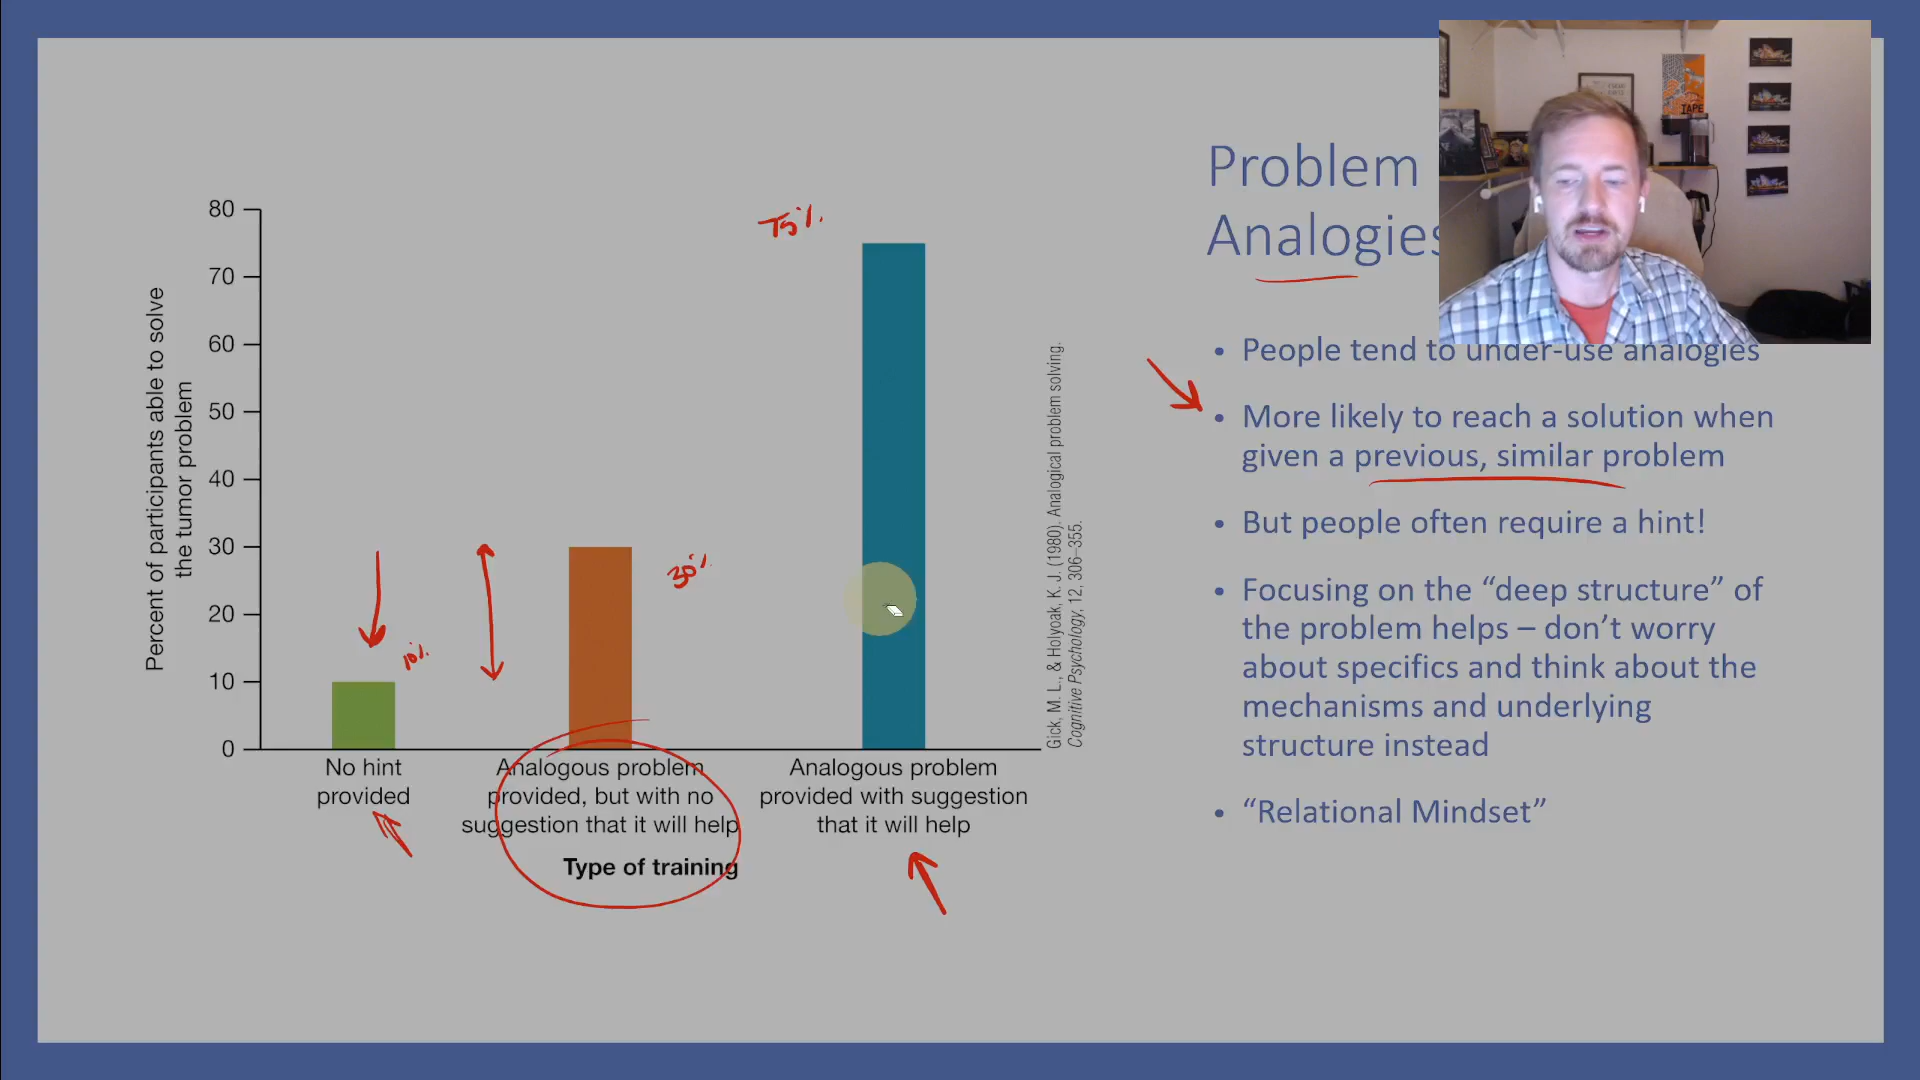 Problem
Analogies
• People tend to under-use analogies
• More likely to reach a solution when
given a previous, similar problem
• But people often require a hint!
• Focusing on the “deep structure” of
the problem helps – don’t worry
about specifics and think about the
mechanisms and underlying
structure instead
• “Relational Mindset”
Percent of participants able to solve
the tumor problem
80
70
60
50
40
30
20
10
0
10%
30%
75%
No hint
provided
Analogous problem
provided, but with no
suggestion that it will help
Analogous problem
provided with suggestion
that it will help
Type of training
Gick, M. L., & Holyoak, K. J. (1980). Analogical problem solving.
Cognitive Psychology, 12, 306–355.
TAPE